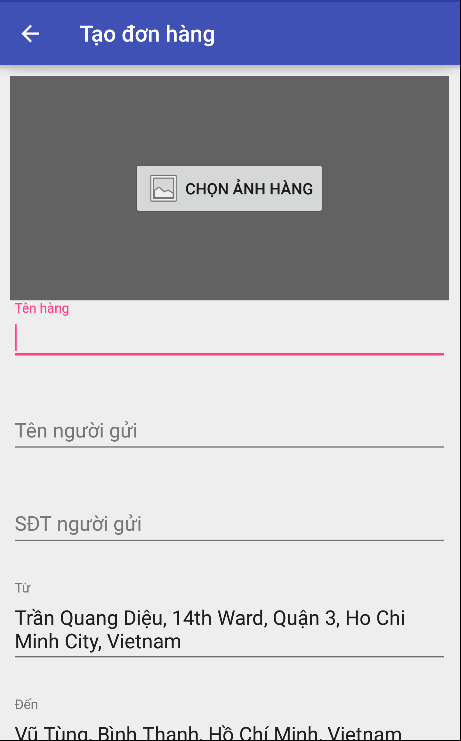 Tạo đơn hàng
CHỌN ẢNH HÀNG
Tên hàng
Tên người gửi
SĐT người gửi
Từ
Trần Quang Diệu, 14th Ward, Quận 3, Ho Chi
Minh City, Vietnam
Đến
Vũ Tùng, Bình Thạnh, Hồ Chí Minh, Vietnam